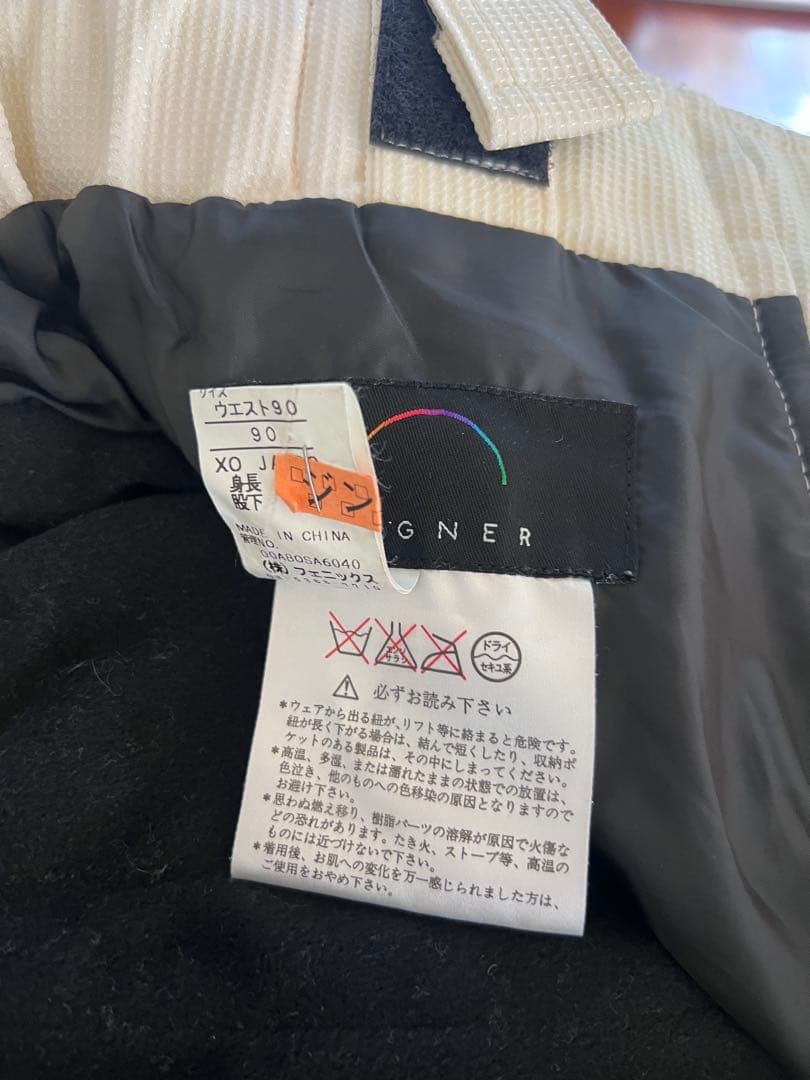 サイズ
ウエスト90
90
XO
身長
股下
ジン
MADE IN CHINA
管理NO.
(株)フェニックス
GNER
エンソ
サラシ
ドライ
セキユ系
⚠ 必ずお読み下さい
*ウェアから出る紐が、リフト等に絡まると危険です。
紐が長く下がる場合は、結んで短くしたり、収納ポ
ケットのある製品は、その中にしまってください。
*高温、多湿、または濡れたままの状態での放置は、
色泣き、他のものへの色移染の原因となりますので
お避け下さい。
*思わぬ燃え移り、樹脂パーツの溶解が原因で火傷な
どの恐れがあります。たき火、ストーブ等、高温の
ものには近づけないで下さい。
*着用後、お肌への変化を万一感じられました方は、
ご使用をおやめ下さい。